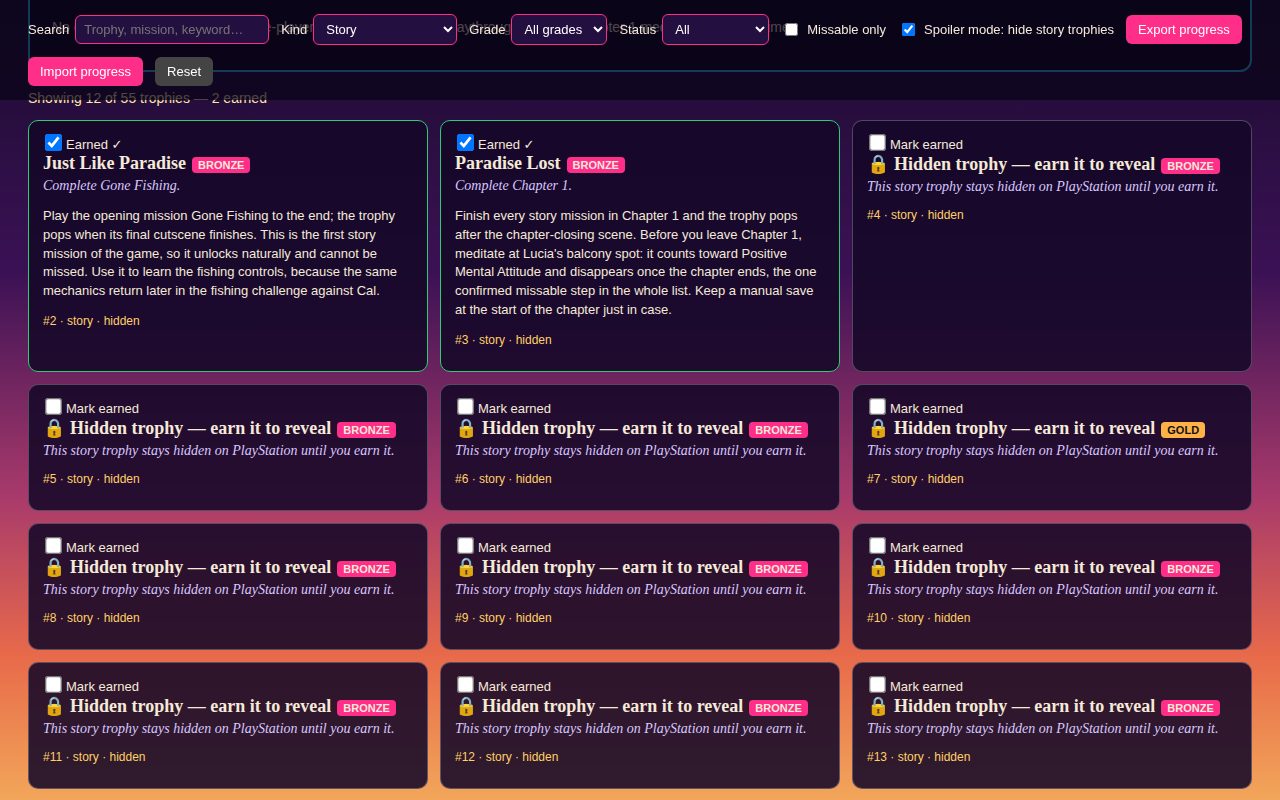 Search Trophy, mission, keyword… Kind Story Grade All grades Status All Missable only Spoiler mode: hide story trophies Export progress
Import progress Reset
Showing 12 of 55 trophies — 2 earned
Earned ✓
Just Like Paradise BRONZE
Complete Gone Fishing.
Play the opening mission Gone Fishing to the end; the trophy
pops when its final cutscene finishes. This is the first story
mission of the game, so it unlocks naturally and cannot be
missed. Use it to learn the fishing controls, because the same
mechanics return later in the fishing challenge against Cal.
#2 · story · hidden
Earned ✓
Paradise Lost BRONZE
Complete Chapter 1.
Finish every story mission in Chapter 1 and the trophy pops
after the chapter-closing scene. Before you leave Chapter 1,
meditate at Lucia's balcony spot: it counts toward Positive
Mental Attitude and disappears once the chapter ends, the one
confirmed missable step in the whole list. Keep a manual save
at the start of the chapter just in case.
#3 · story · hidden
Mark earned
🔒 Hidden trophy — earn it to reveal BRONZE
This story trophy stays hidden on PlayStation until you earn it.
#4 · story · hidden
Mark earned
🔒 Hidden trophy — earn it to reveal BRONZE
This story trophy stays hidden on PlayStation until you earn it.
#5 · story · hidden
Mark earned
🔒 Hidden trophy — earn it to reveal BRONZE
This story trophy stays hidden on PlayStation until you earn it.
#6 · story · hidden
Mark earned
🔒 Hidden trophy — earn it to reveal GOLD
This story trophy stays hidden on PlayStation until you earn it.
#7 · story · hidden
Mark earned
🔒 Hidden trophy — earn it to reveal BRONZE
This story trophy stays hidden on PlayStation until you earn it.
#8 · story · hidden
Mark earned
🔒 Hidden trophy — earn it to reveal BRONZE
This story trophy stays hidden on PlayStation until you earn it.
#9 · story · hidden
Mark earned
🔒 Hidden trophy — earn it to reveal BRONZE
This story trophy stays hidden on PlayStation until you earn it.
#10 · story · hidden
Mark earned
🔒 Hidden trophy — earn it to reveal BRONZE
This story trophy stays hidden on PlayStation until you earn it.
#11 · story · hidden
Mark earned
🔒 Hidden trophy — earn it to reveal BRONZE
This story trophy stays hidden on PlayStation until you earn it.
#12 · story · hidden
Mark earned
🔒 Hidden trophy — earn it to reveal BRONZE
This story trophy stays hidden on PlayStation until you earn it.
#13 · story · hidden